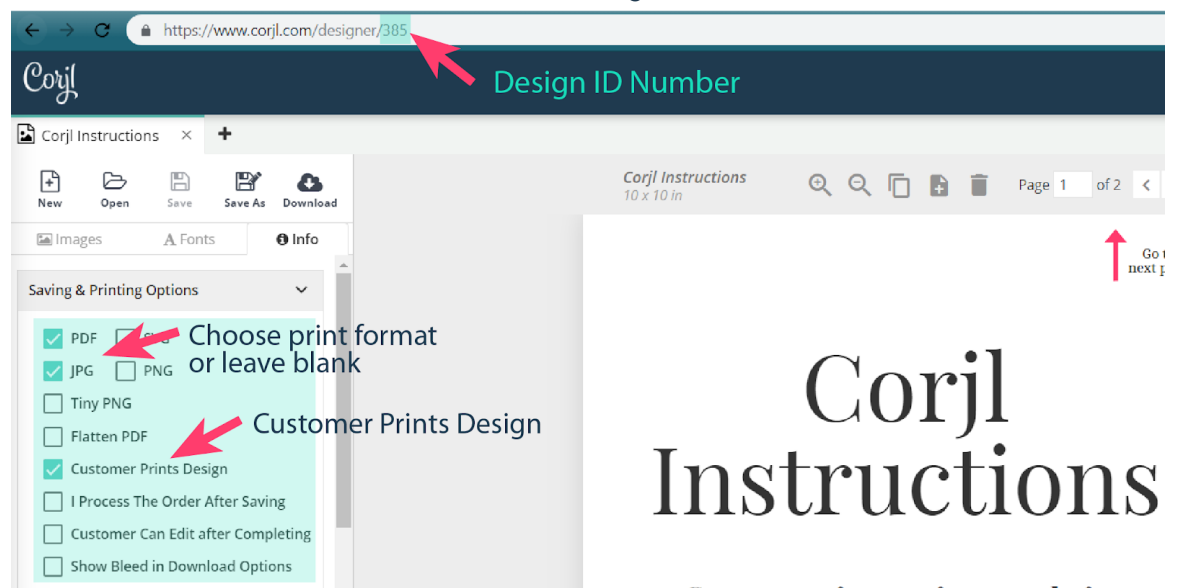 https://www.corjl.com/designer/385
Corjl
Design ID Number
Corjl Instructions
New
Open
Save
Save As
Download
Corjl Instructions
10 x 10 in
Page 1 of 2
Images
Fonts
Info
Go
next
Saving & Printing Options
PDF
JPG
PNG
Choose print format
or leave blank
Tiny PNG
Flatten PDF
Customer Prints Design
Customer Prints Design
I Process The Order After Saving
Customer Can Edit after Completing
Show Bleed in Download Options
Corjl
Instructions